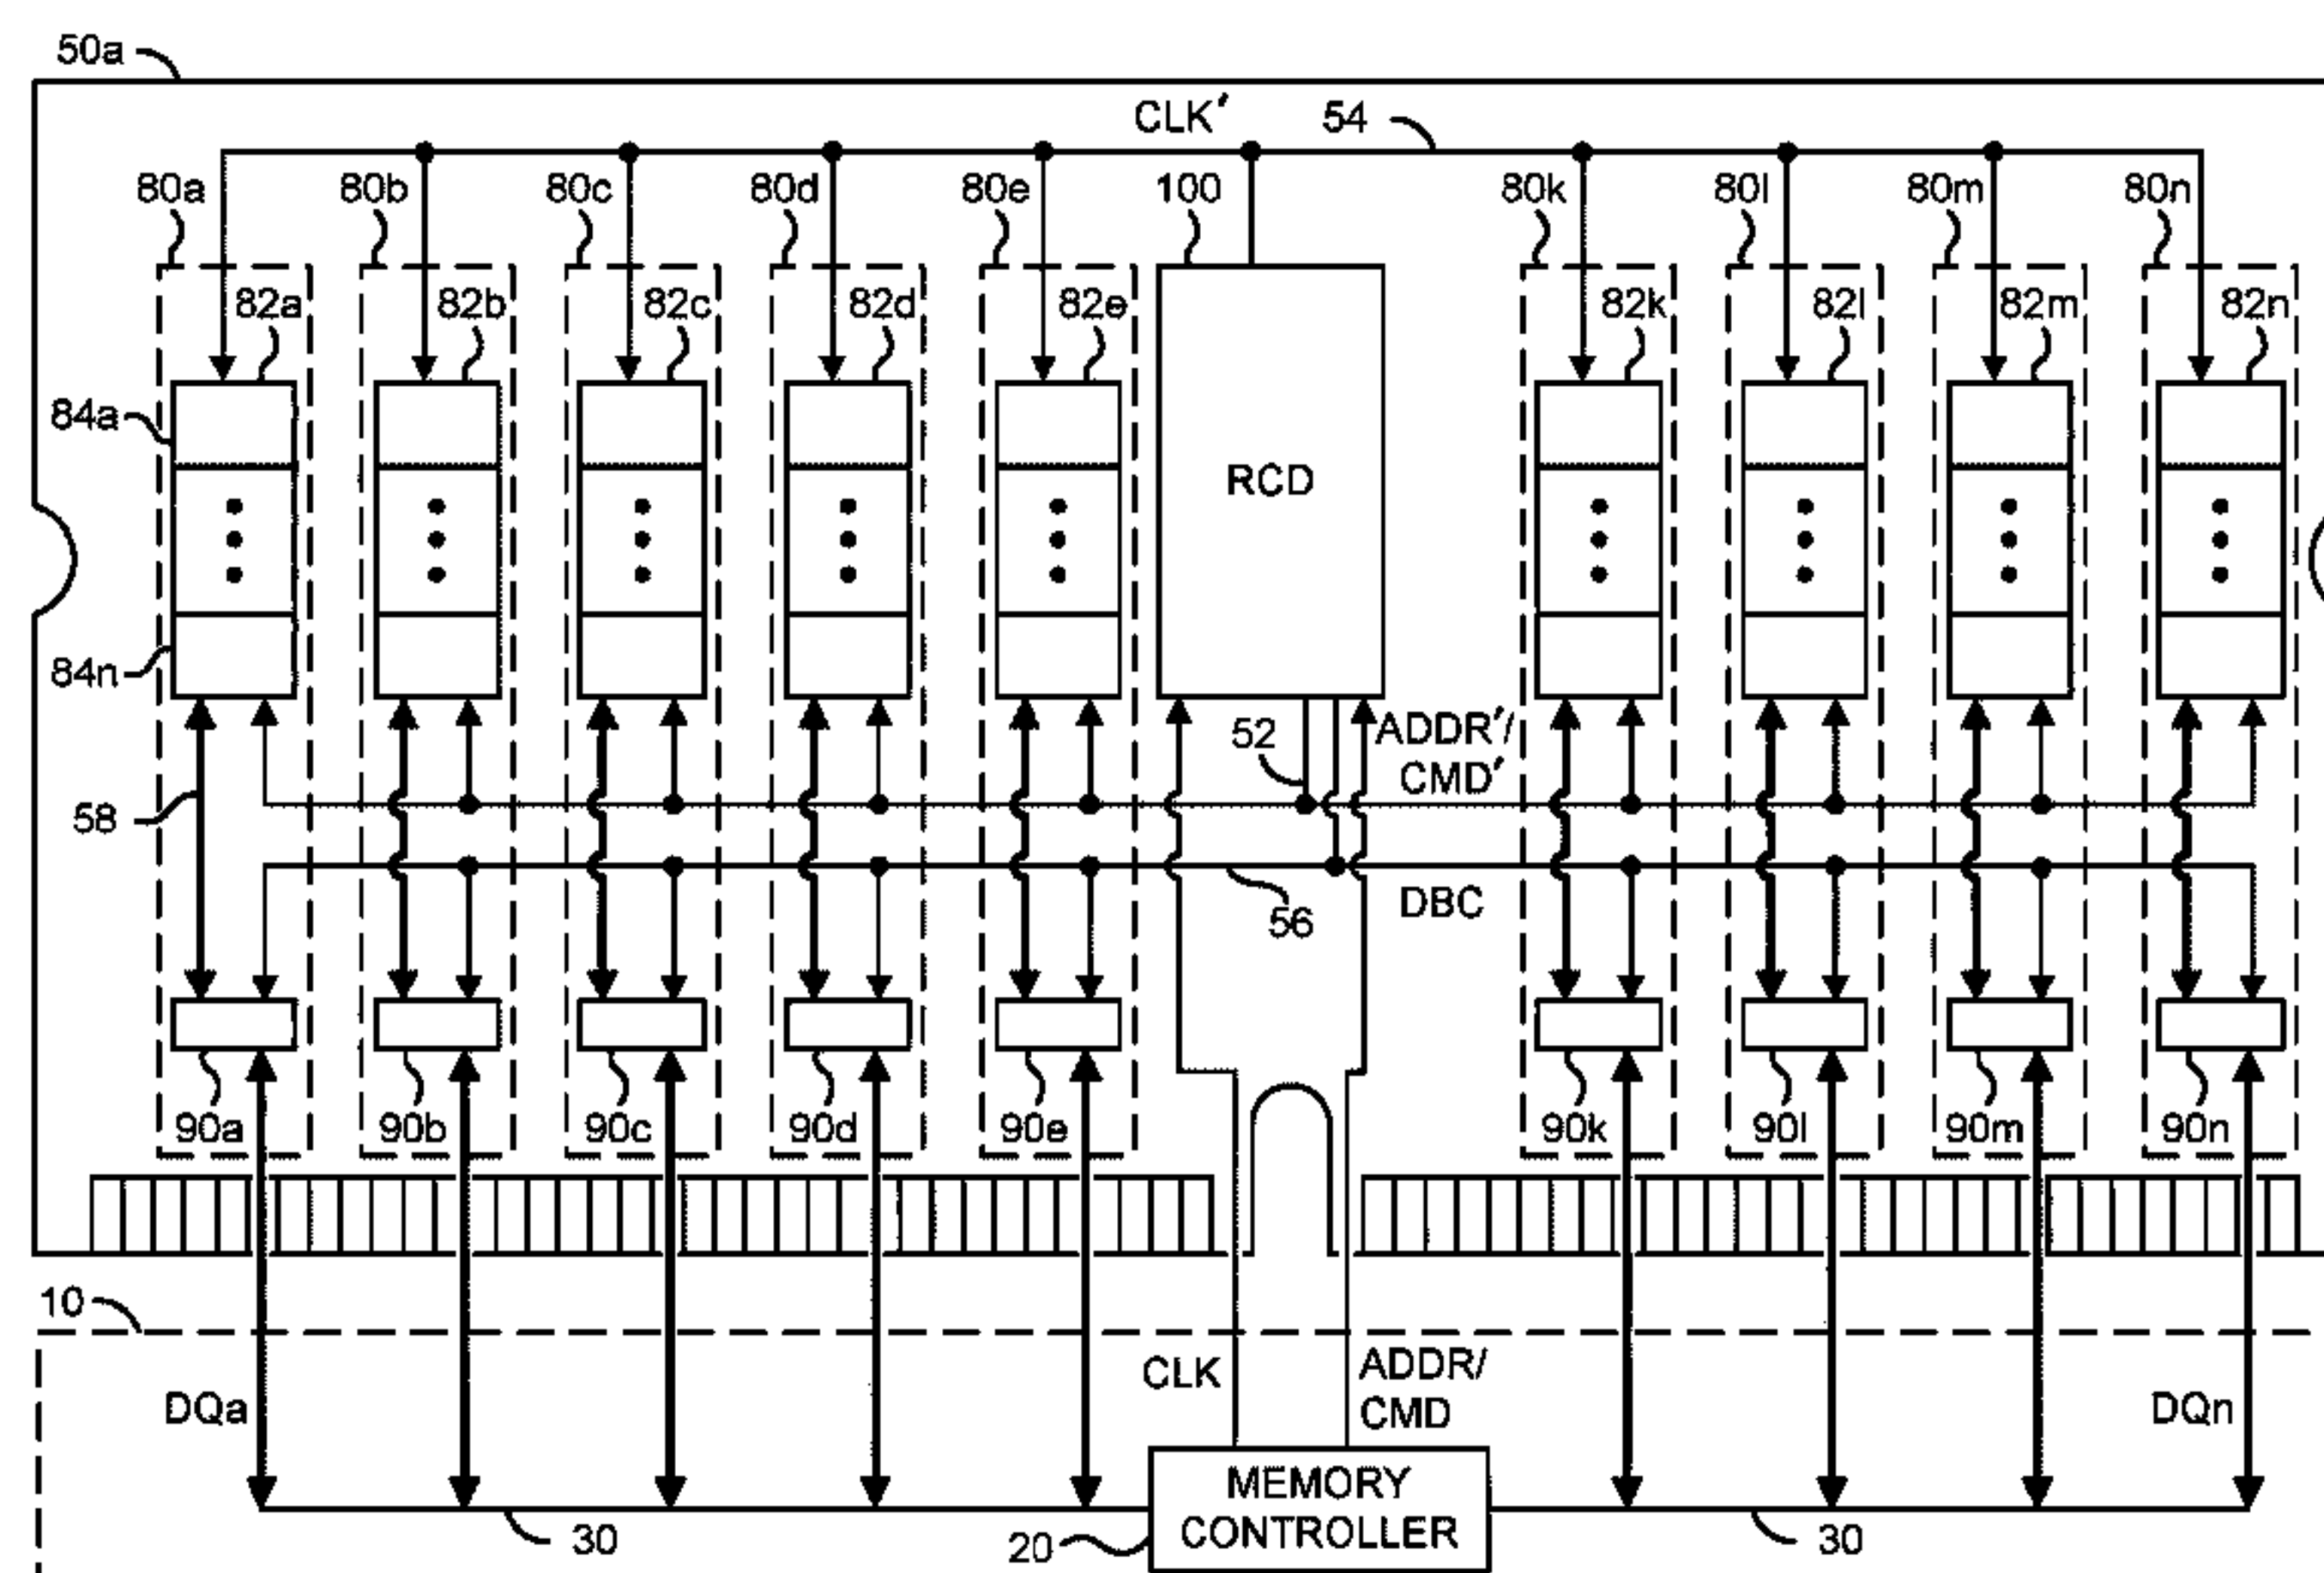 50a
CLK′ 54
80a 80b 80c 80d 80e 100 80k 80l 80m 80n
82a 82b 82c 82d 82e 82k 82l 82m 82n
84a
RCD
84n
52 ADDR′/
CMD′
58
56 DBC
90a 90b 90c 90d 90e 90k 90l 90m 90n
10
CLK ADDR/
CMD
DQa DQn
MEMORY
CONTROLLER
30 20 30